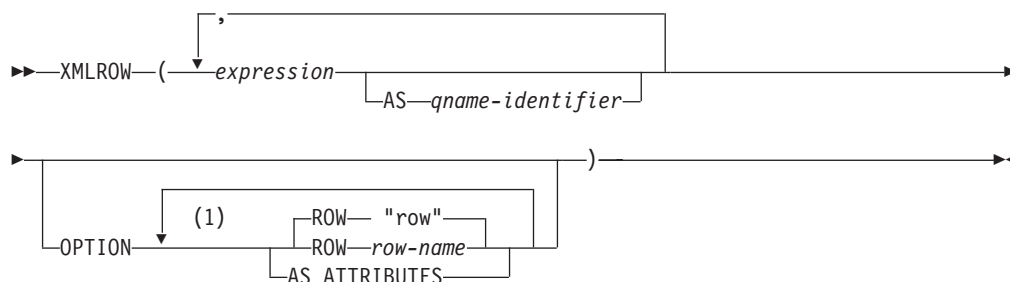 ,
XMLROW ( expression )
AS qname-identifier
)
(1) ROW "row"
OPTION ROW row-name
AS ATTRIBUTES